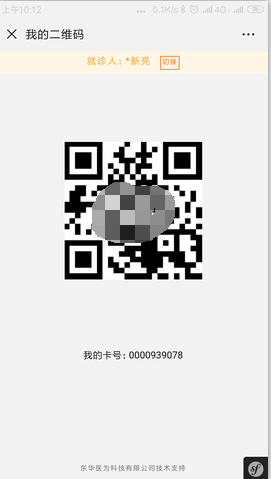 上午10:12
... 0.1K/s 4G
我的二维码
就诊人：*新亮 切换
我的卡号：0000939078
东华医为科技有限公司技术支持
sf